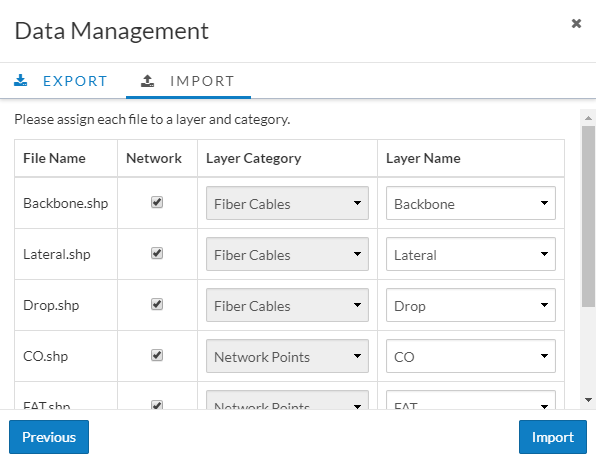 Data Management
EXPORT IMPORT
Please assign each file to a layer and category.
File Name Network Layer Category Layer Name
Backbone.shp Fiber Cables Backbone
Lateral.shp Fiber Cables Lateral
Drop.shp Fiber Cables Drop
CO.shp Network Points CO
FAT.shp Network Points FAT
Previous Import